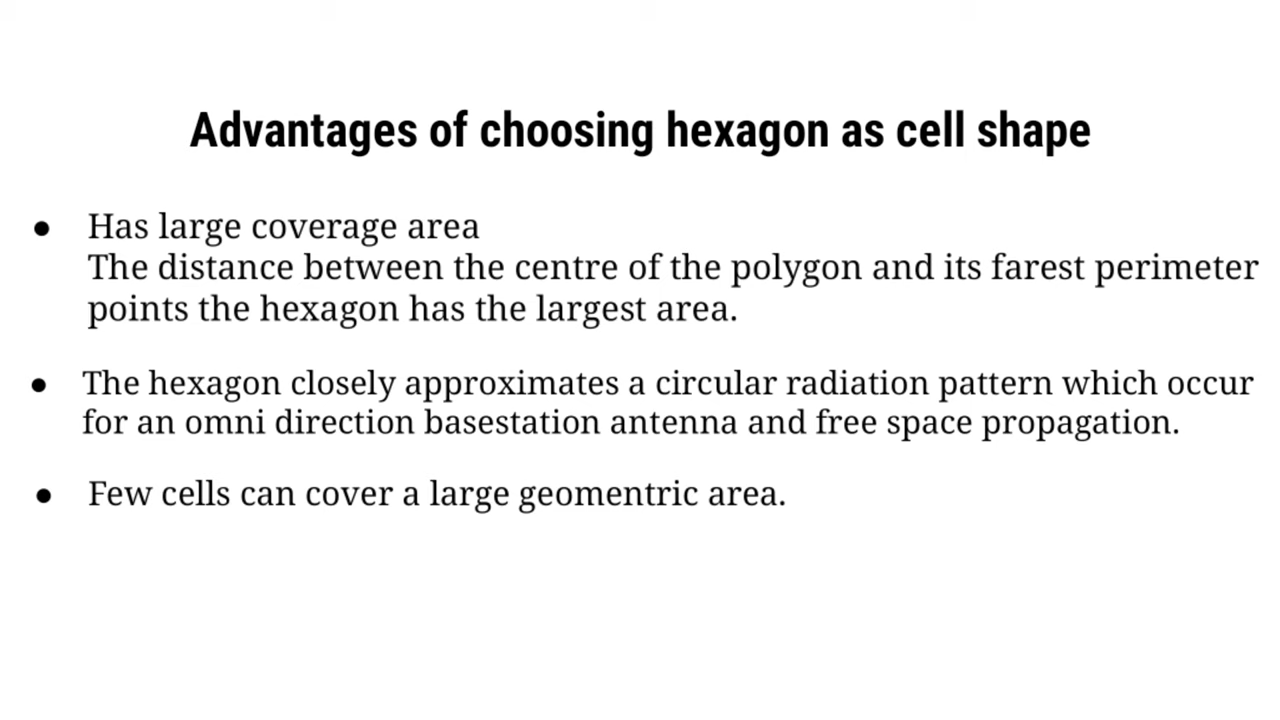 Advantages of choosing hexagon as cell shape
● Has large coverage area
The distance between the centre of the polygon and its farest perimeter
points the hexagon has the largest area.
● The hexagon closely approximates a circular radiation pattern which occur
for an omni direction basestation antenna and free space propagation.
● Few cells can cover a large geomentric area.